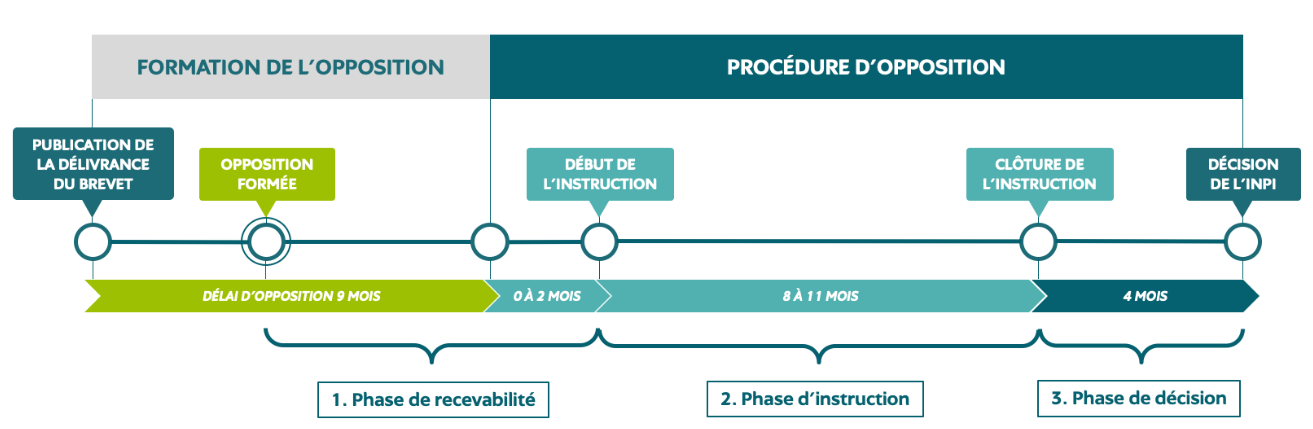 FORMATION DE L’OPPOSITION
PROCÉDURE D’OPPOSITION
PUBLICATION DE
LA DÉLIVRANCE
DU BREVET
OPPOSITION
FORMÉE
DÉBUT DE
L’INSTRUCTION
CLÔTURE DE
L’INSTRUCTION
DÉCISION
DE L’INPI
DÉLAI D’OPPOSITION 9 MOIS
0 À 2 MOIS
8 À 11 MOIS
4 MOIS
1. Phase de recevabilité
2. Phase d’instruction
3. Phase de décision